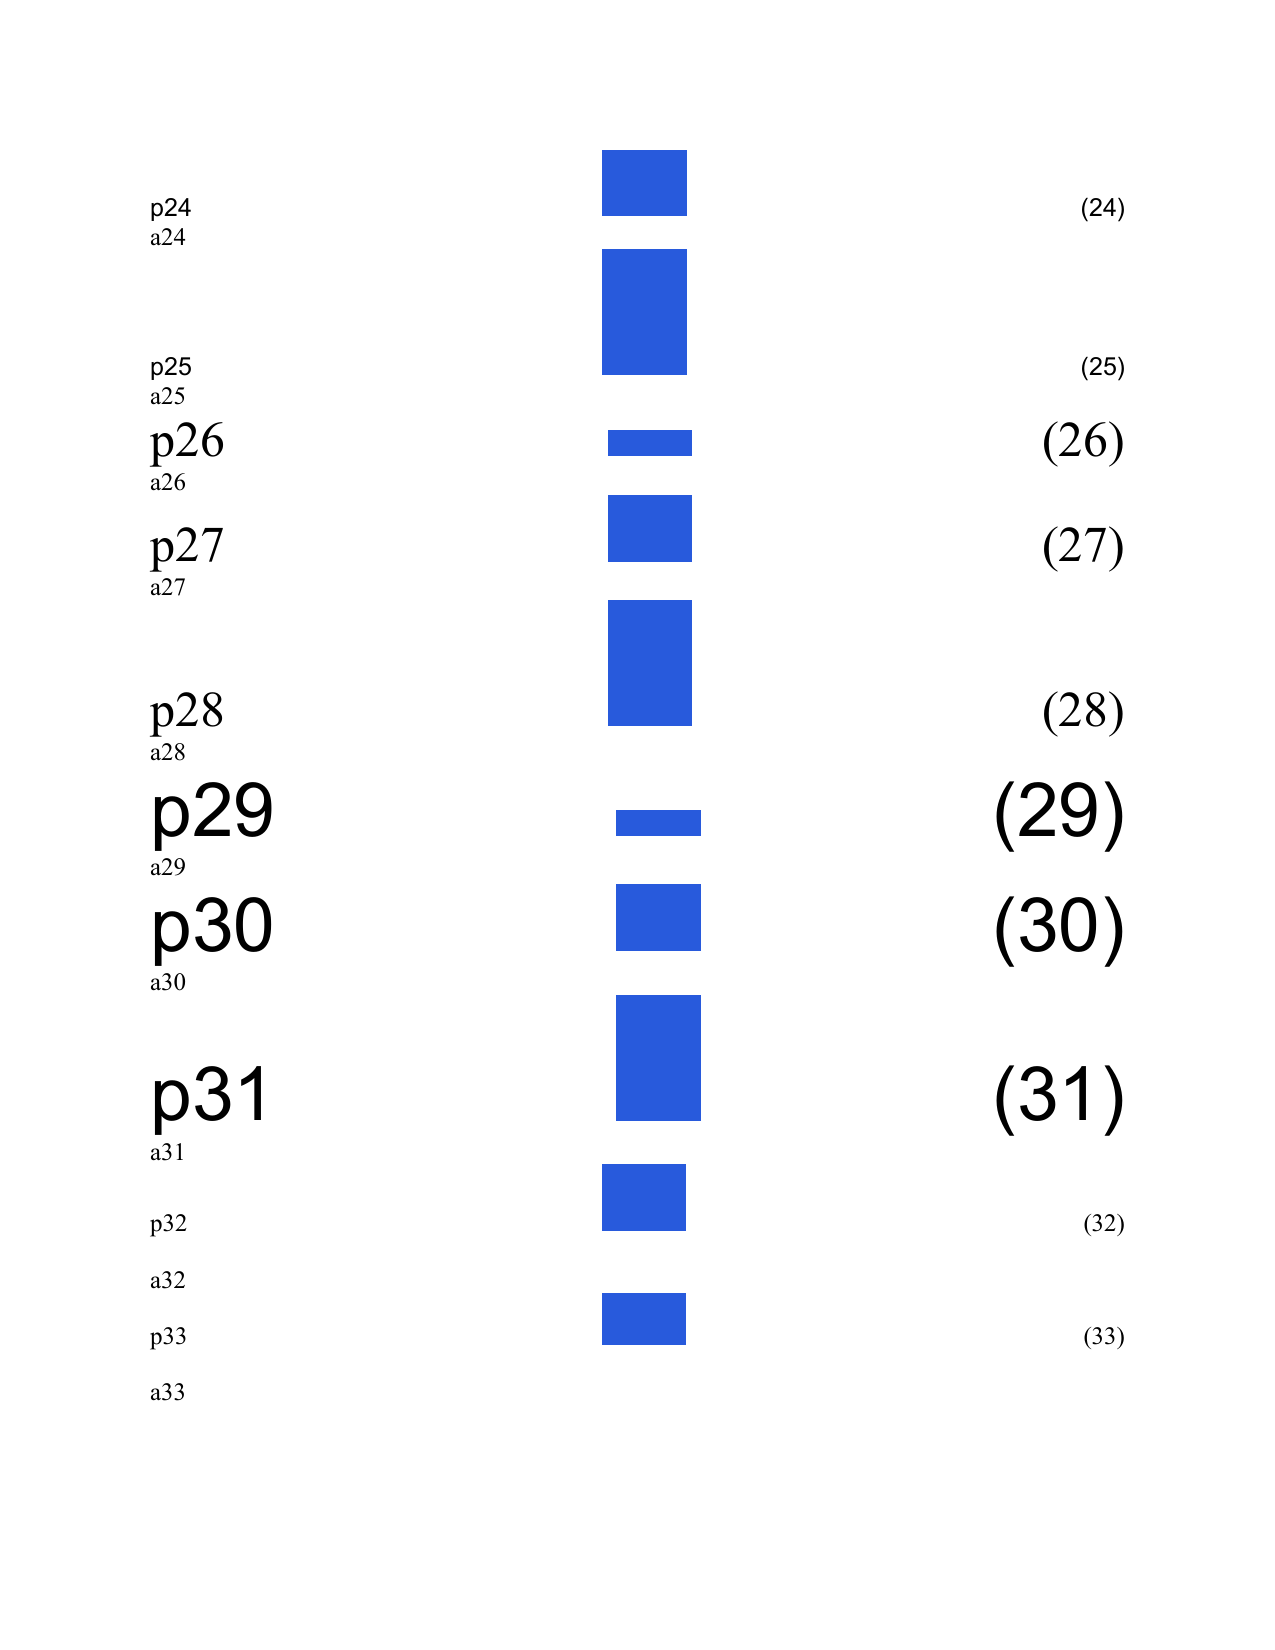 p24 (24)
a24
p25 (25)
a25
p26 (26)
a26
p27 (27)
a27
p28 (28)
a28
p29 (29)
a29
p30 (30)
a30
p31 (31)
a31
p32 (32)
a32
p33 (33)
a33